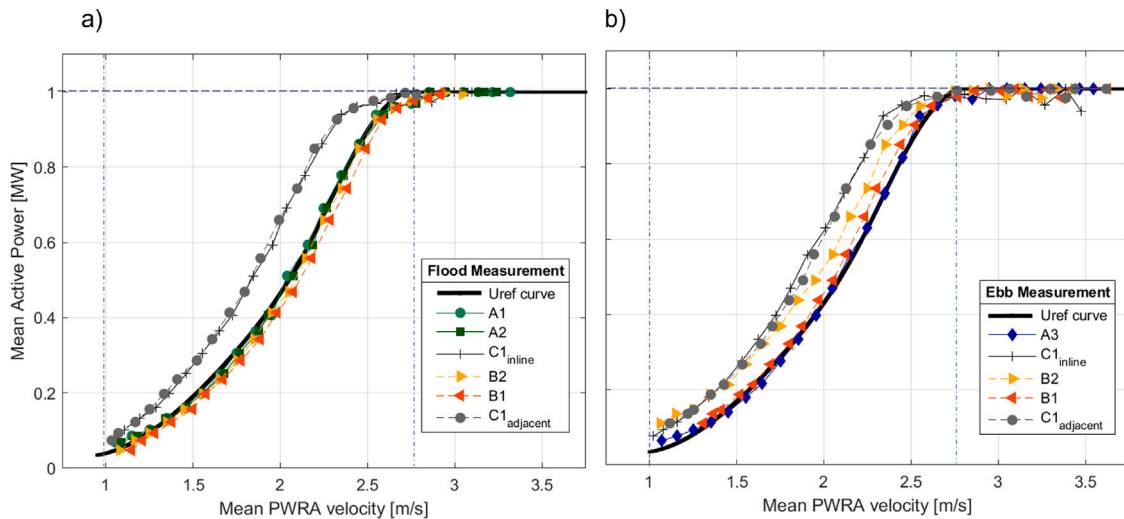 a)
b)
Mean Active Power [MW]
1
0.8
0.6
0.4
0.2
0
Flood Measurement
Uref curve
A1
A2
C1inline
B2
B1
C1adjacent
1
1.5
2
2.5
3
3.5
Mean PWRA velocity [m/s]
Ebb Measurement
Uref curve
A3
C1inline
B2
B1
C1adjacent
1
1.5
2
2.5
3
3.5
Mean PWRA velocity [m/s]